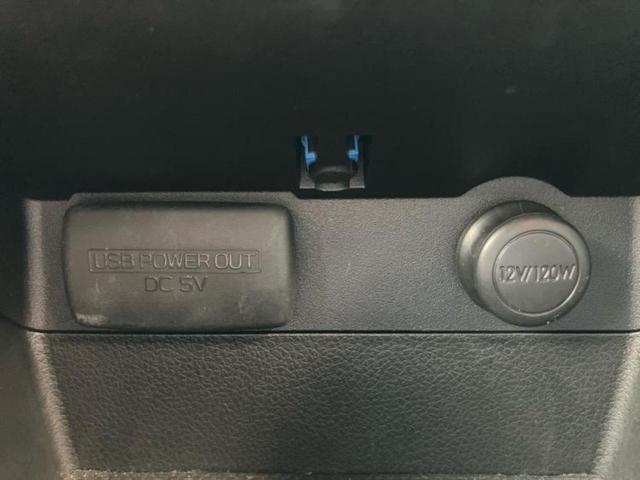 USB POWER OUT
DC 5V
12V/120W